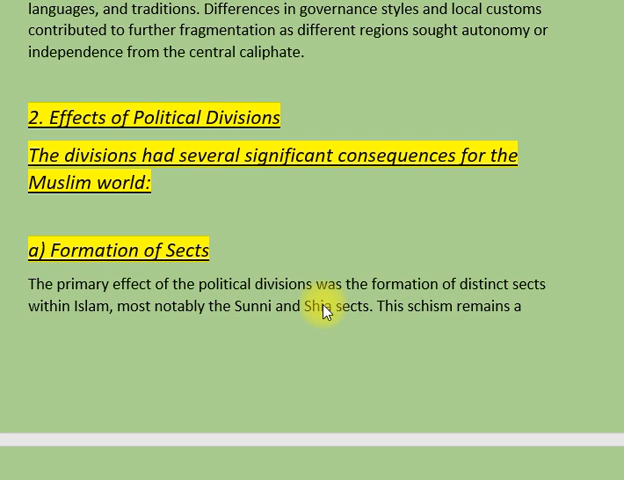 languages, and traditions. Differences in governance styles and local customs
contributed to further fragmentation as different regions sought autonomy or
independence from the central caliphate.
2. Effects of Political Divisions
The divisions had several significant consequences for the
Muslim world:
a) Formation of Sects
The primary effect of the political divisions was the formation of distinct sects
within Islam, most notably the Sunni and Shia sects. This schism remains a